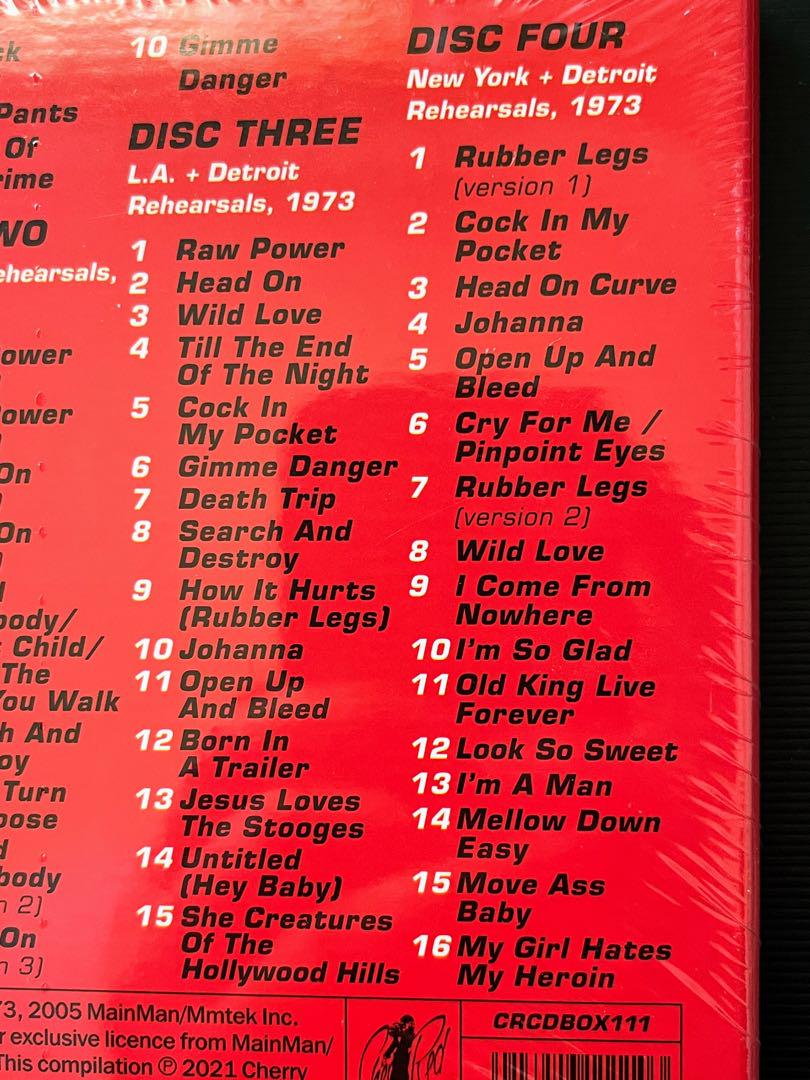 ck
Pants
Of
rime
WO
ehearsals,
ower
ower
On
On
body/
Child/
The
You Walk
h And
oy
Turn
oose
d
body
n 2)
On
n 3)
10 Gimme
Danger
DISC THREE
L.A. + Detroit
Rehearsals, 1973
1 Raw Power
2 Head On
3 Wild Love
4 Till The End
Of The Night
5 Cock In
My Pocket
6 Gimme Danger
7 Death Trip
8 Search And
Destroy
9 How It Hurts
(Rubber Legs)
10 Johanna
11 Open Up
And Bleed
12 Born In
A Trailer
13 Jesus Loves
The Stooges
14 Untitled
(Hey Baby)
15 She Creatures
Of The
Hollywood Hills
DISC FOUR
New York + Detroit
Rehearsals, 1973
1 Rubber Legs
(version 1)
2 Cock In My
Pocket
3 Head On Curve
4 Johanna
5 Open Up And
Bleed
6 Cry For Me /
Pinpoint Eyes
7 Rubber Legs
(version 2)
8 Wild Love
9 I Come From
Nowhere
10 I'm So Glad
11 Old King Live
Forever
12 Look So Sweet
13 I'm A Man
14 Mellow Down
Easy
15 Move Ass
Baby
16 My Girl Hates
My Heroin
73, 2005 MainMan/Mmtek Inc.
r exclusive licence from MainMan/
This compilation ℗ 2021 Cherry
CRCDBOX111